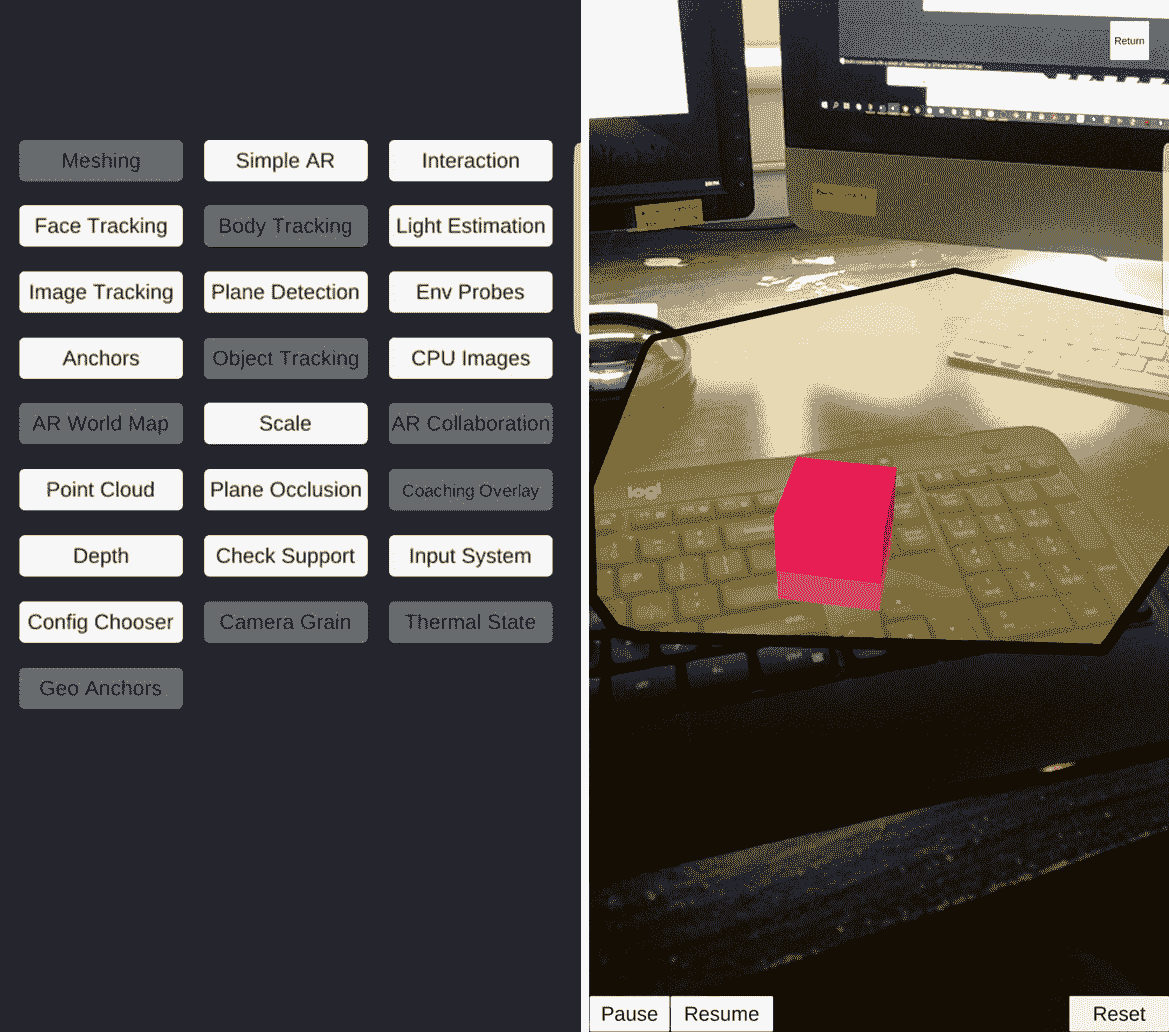 Meshing
Simple AR
Interaction
Face Tracking
Body Tracking
Light Estimation
Image Tracking
Plane Detection
Env Probes
Anchors
Object Tracking
CPU Images
AR World Map
Scale
AR Collaboration
Point Cloud
Plane Occlusion
Coaching Overlay
Depth
Check Support
Input System
Config Chooser
Camera Grain
Thermal State
Geo Anchors
Return
logi
Pause
Resume
Reset